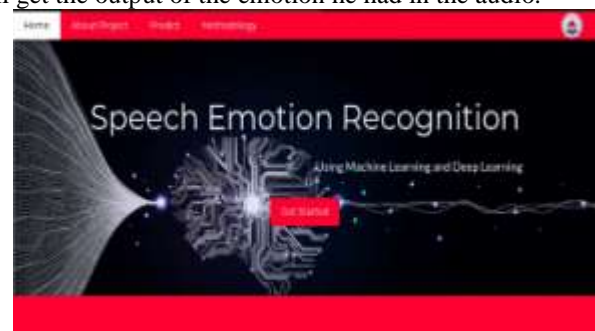 get the output of the emotion he had in the audio.
Home About Project Predict Methodology
Speech Emotion Recognition
Using Machine Learning and Deep Learning
Get Started